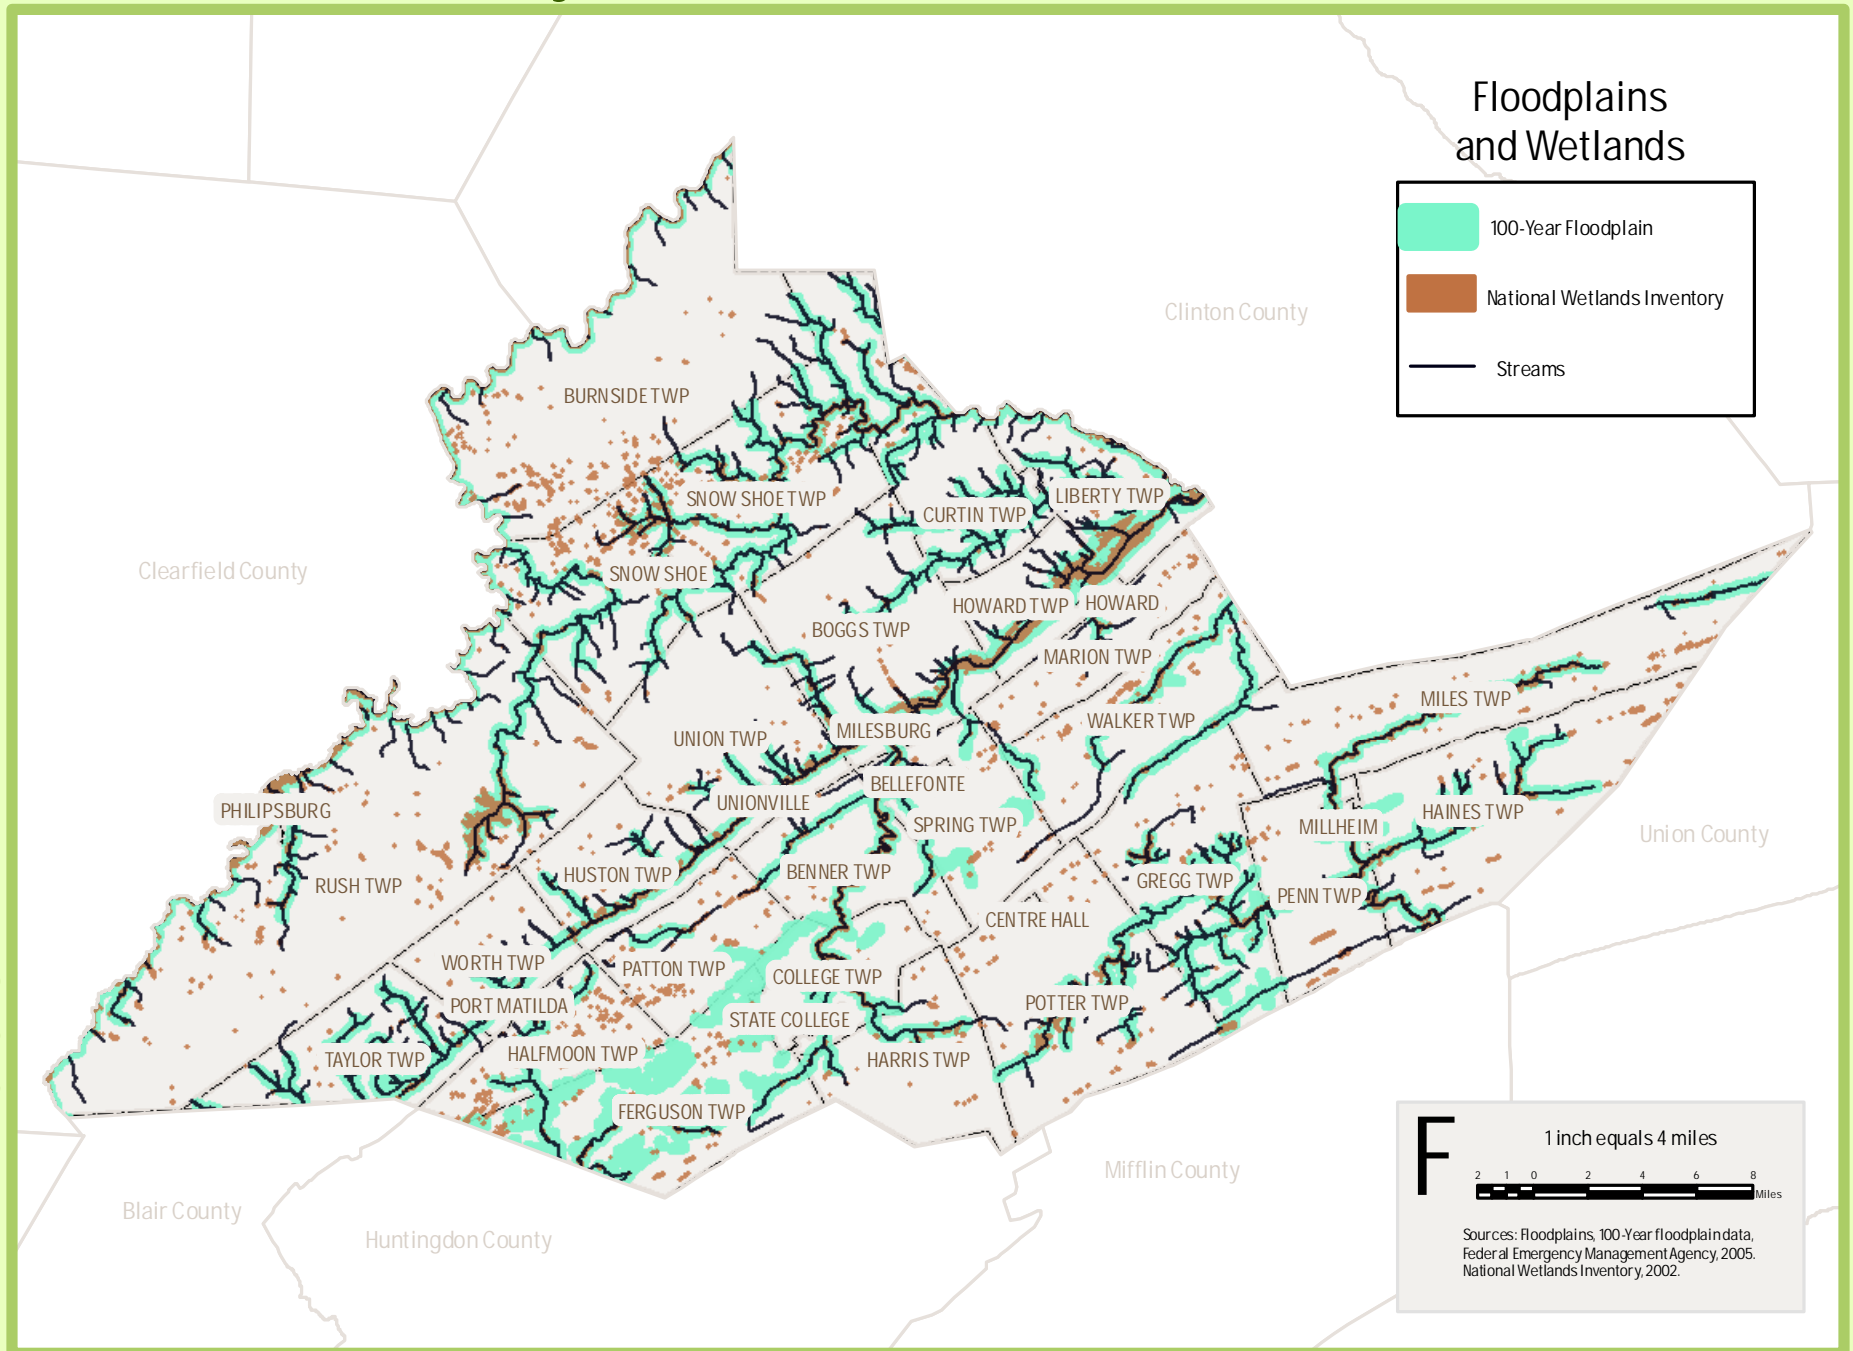 Floodplains
and Wetlands
100-Year Floodplain
National Wetlands Inventory
Streams
Clinton County
BURNSIDE TWP
SNOW SHOE TWP
LIBERTY TWP
CURTIN TWP
Clearfield County
SNOW SHOE
HOWARD TWP
HOWARD
BOGGS TWP
MARION TWP
MILES TWP
WALKER TWP
MILESBURG
UNION TWP
BELLEFONTE
UNIONVILLE
PHILIPSBURG
HAINES TWP
SPRING TWP
MILLHEIM
Union County
BENNER TWP
HUSTON TWP
GREGG TWP
RUSH TWP
PENN TWP
CENTRE HALL
WORTH TWP
PATTON TWP
COLLEGE TWP
PORT MATILDA
POTTER TWP
STATE COLLEGE
HALFMOON TWP
TAYLOR TWP
HARRIS TWP
FERGUSON TWP
Mifflin County
Blair County
Huntingdon County
F
1 inch equals 4 miles
2 1 0 2 4 6 8
Miles
Sources: Floodplains, 100-Year floodplain data,
Federal Emergency Management Agency, 2005.
National Wetlands Inventory, 2002.